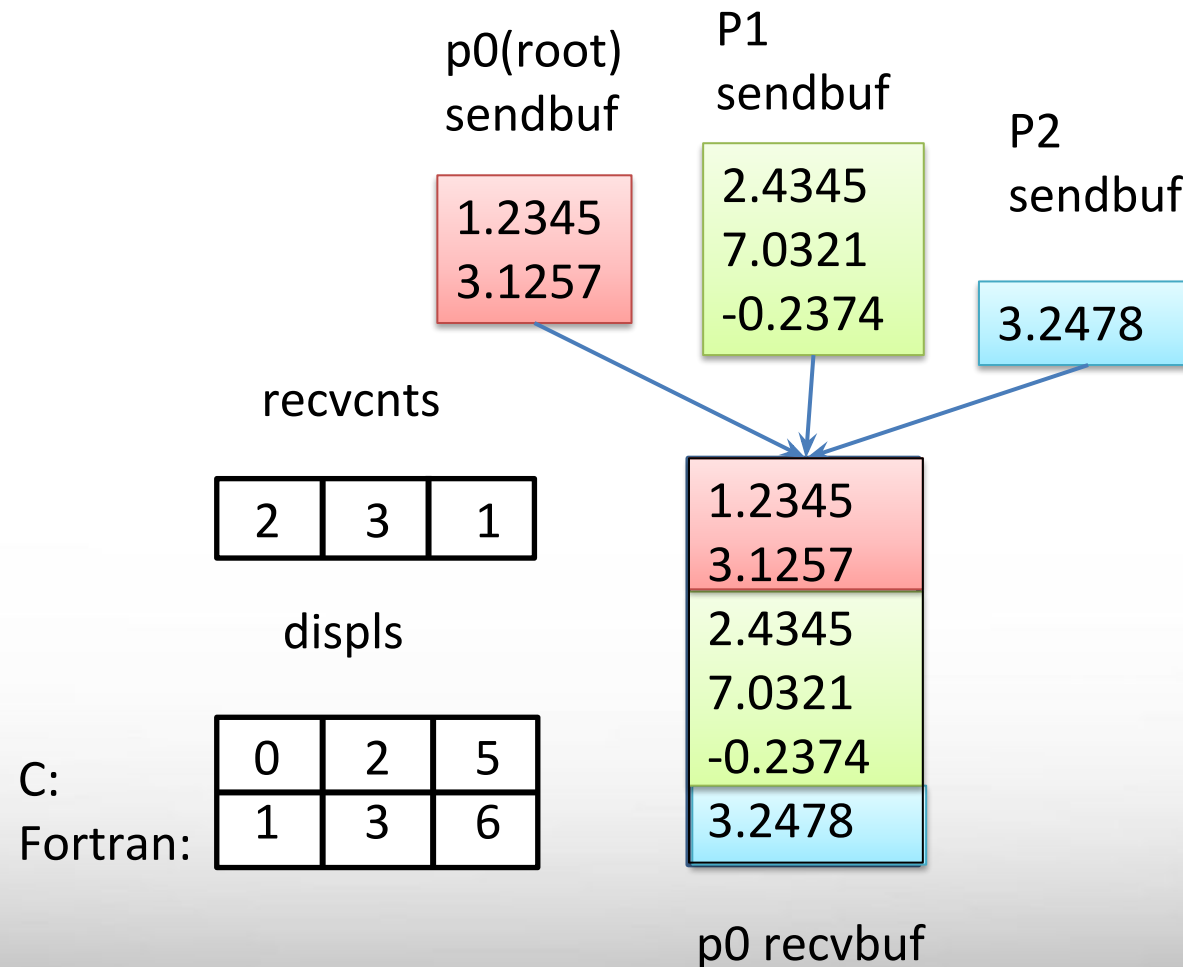 p0(root)
sendbuf
P1
sendbuf
P2
sendbuf
1.2345
3.1257
2.4345
7.0321
-0.2374
3.2478
recvcnts
2 3 1
displs
C: 0 2 5
Fortran: 1 3 6
1.2345
3.1257
2.4345
7.0321
-0.2374
3.2478
p0 recvbuf